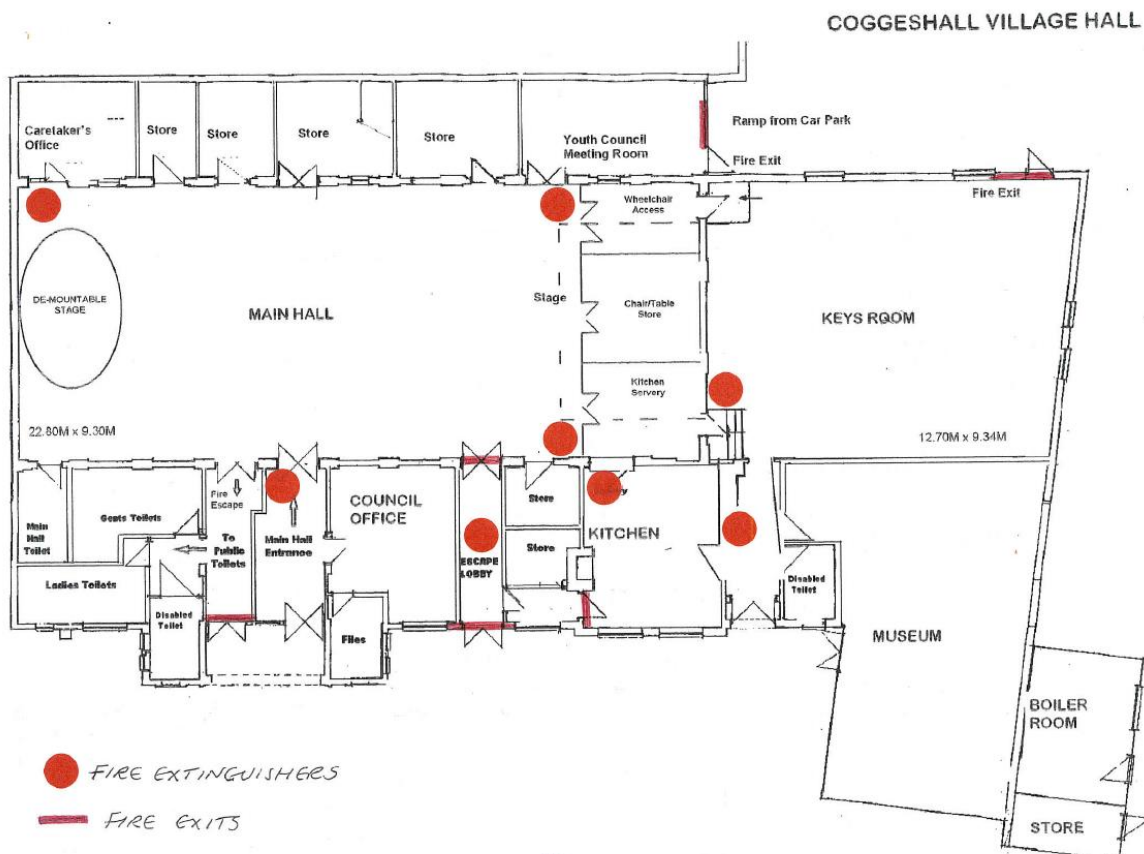 COGGESHALL VILLAGE HALL
Caretaker's
Office
Store
Store
Store
Store
Youth Council
Meeting Room
Ramp from Car Park
Fire Exit
Fire Exit
Wheelchair
Access
DE-MOUNTABLE
STAGE
MAIN HALL
Stage
Chair/Table
Store
KEYS ROOM
Kitchen
Servery
22.80M x 9.30M
12.70M x 9.34M
Main
Hall
Toilet
Gents Toilets
Fire
Escape
To
Public
Toilets
Main Hall
Entrance
COUNCIL
OFFICE
ESCAPE
LOBBY
Store
Store
KITCHEN
Ladies Toilets
Disabled
Toilet
Files
Disabled
Toilet
MUSEUM
BOILER
ROOM
STORE
FIRE EXTINGUISHERS
FIRE EXITS